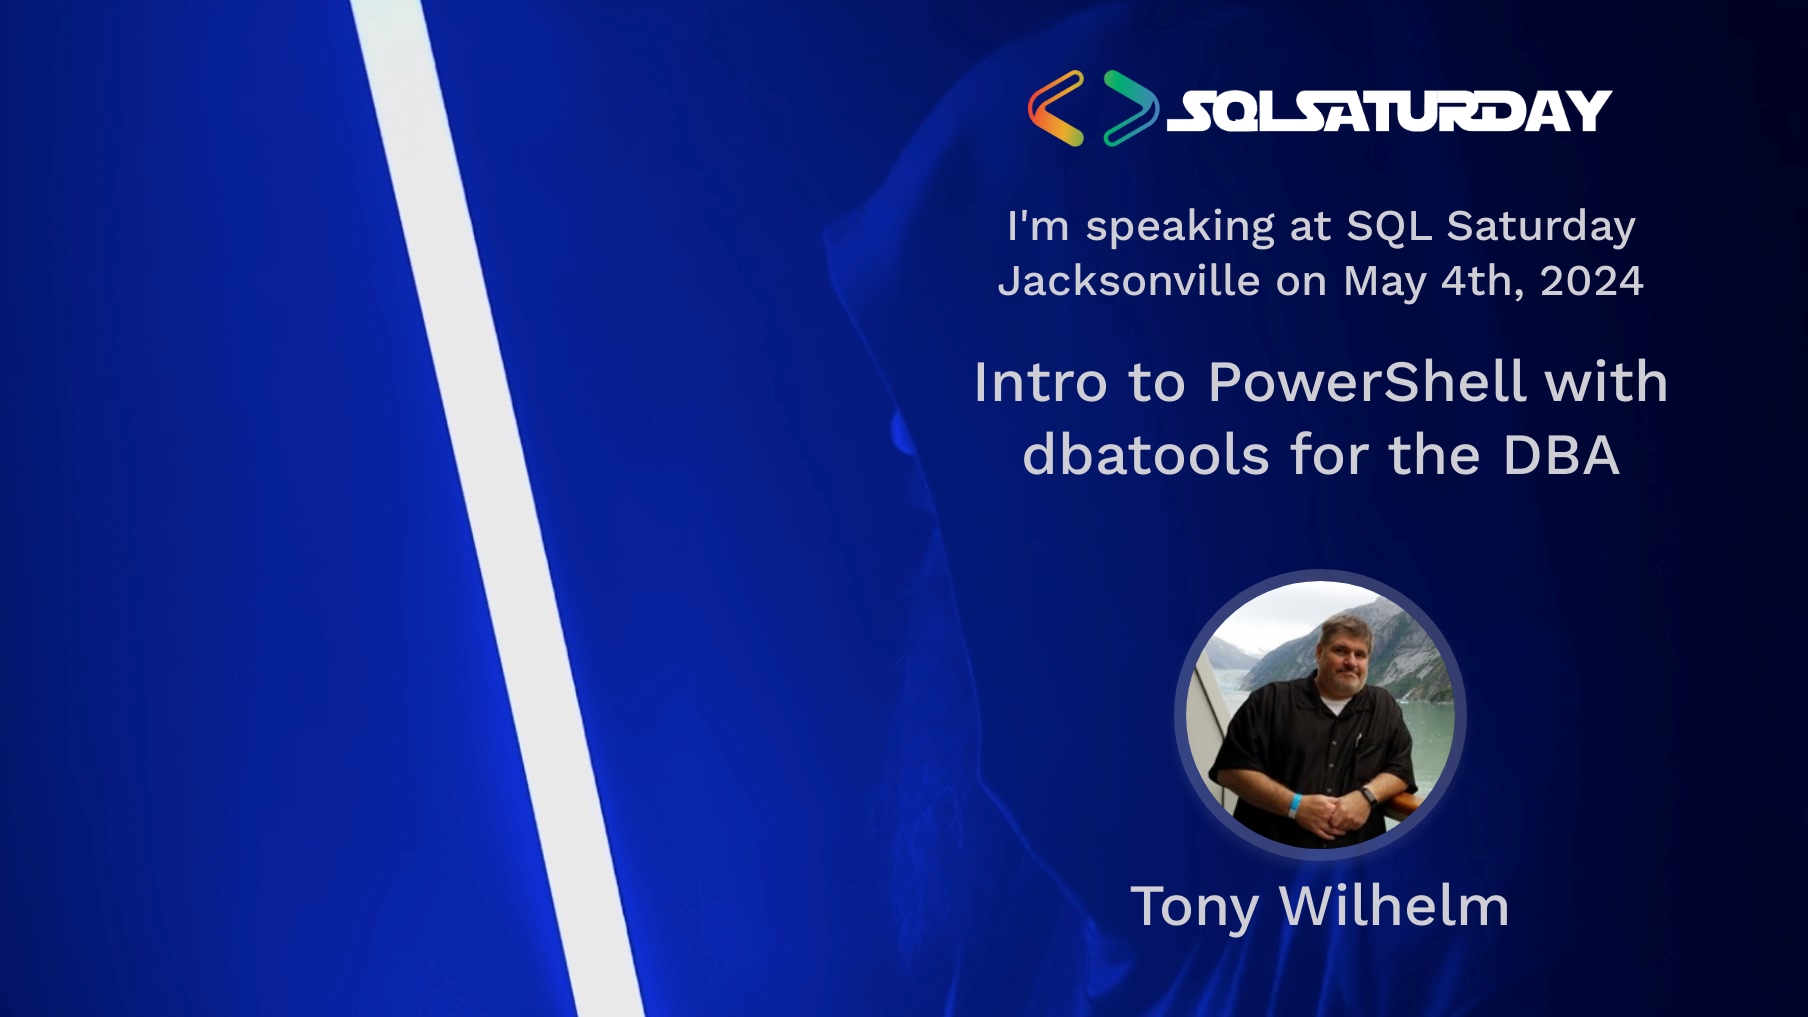 SQLSATURDAY
I'm speaking at SQL Saturday
Jacksonville on May 4th, 2024
Intro to PowerShell with
dbatools for the DBA
Tony Wilhelm